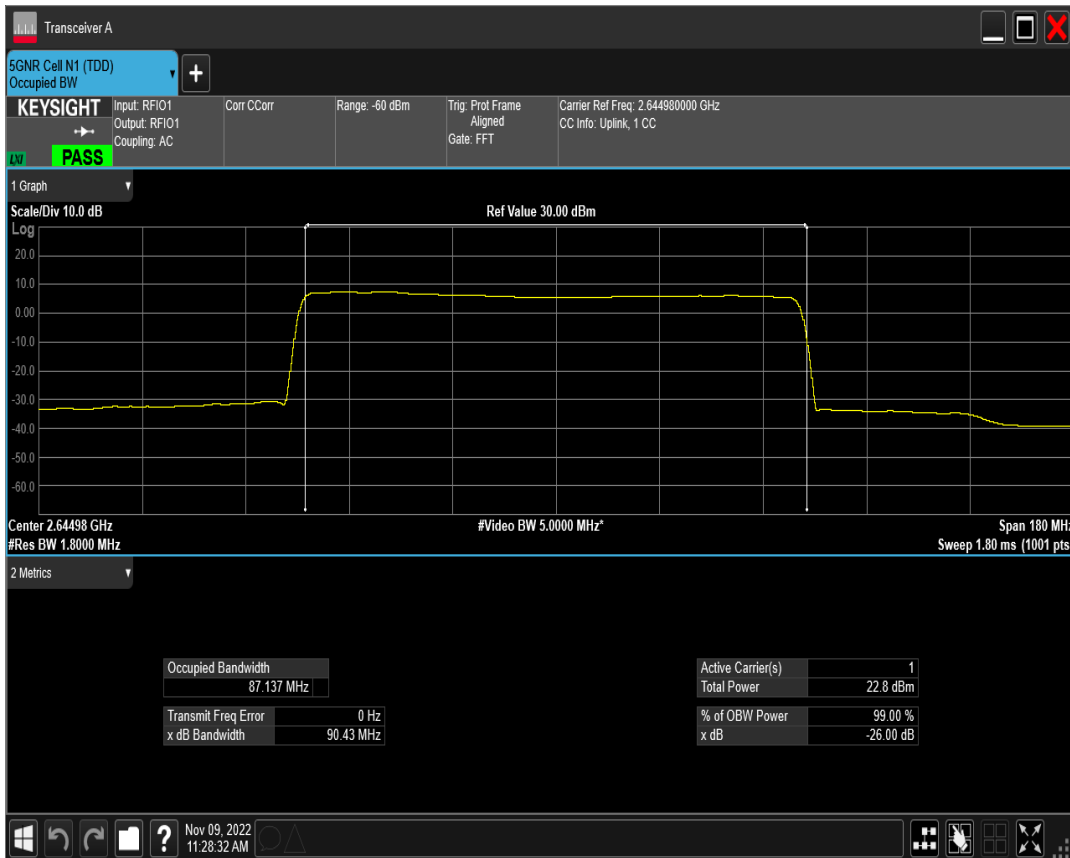 Transceiver A
5GNR Cell N1 (TDD)
Occupied BW
+
KEYSIGHT
LXI
PASS
Input: RFIO1
Output: RFIO1
Coupling: AC
Corr CCorr
Range: -60 dBm
Trig: Prot Frame
Aligned
Gate: FFT
Carrier Ref Freq: 2.644980000 GHz
CC Info: Uplink, 1 CC
1 Graph
Scale/Div 10.0 dB
Ref Value 30.00 dBm
Log
20.0
10.0
0.00
-10.0
-20.0
-30.0
-40.0
-50.0
-60.0
Center 2.64498 GHz
#Video BW 5.0000 MHz*
Span 180 MHz
#Res BW 1.8000 MHz
Sweep 1.80 ms (1001 pts
2 Metrics
Occupied Bandwidth
87.137 MHz
Transmit Freq Error 0 Hz
x dB Bandwidth 90.43 MHz
Active Carrier(s) 1
Total Power 22.8 dBm
% of OBW Power 99.00 %
x dB -26.00 dB
?
Nov 09, 2022
11:28:32 AM